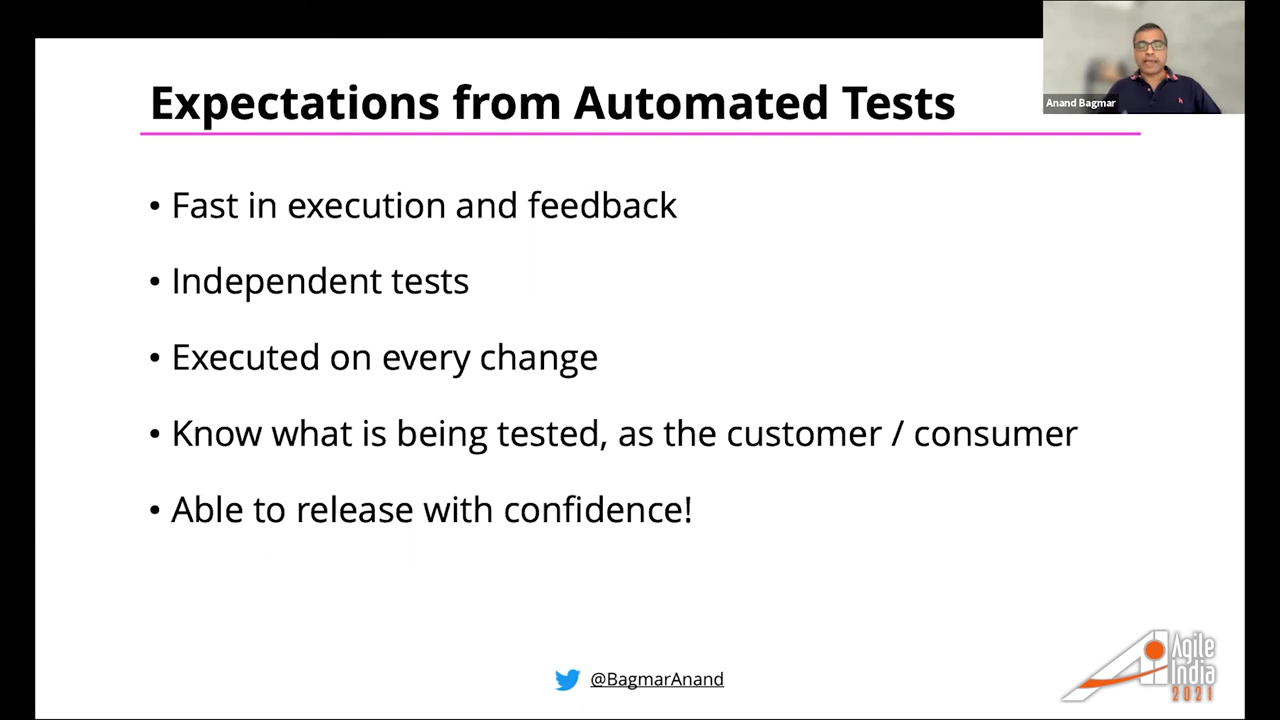 Expectations from Automated Tests
Anand Bagmar
• Fast in execution and feedback
• Independent tests
• Executed on every change
• Know what is being tested, as the customer / consumer
• Able to release with confidence!
@BagmarAnand
Agile
India
2021